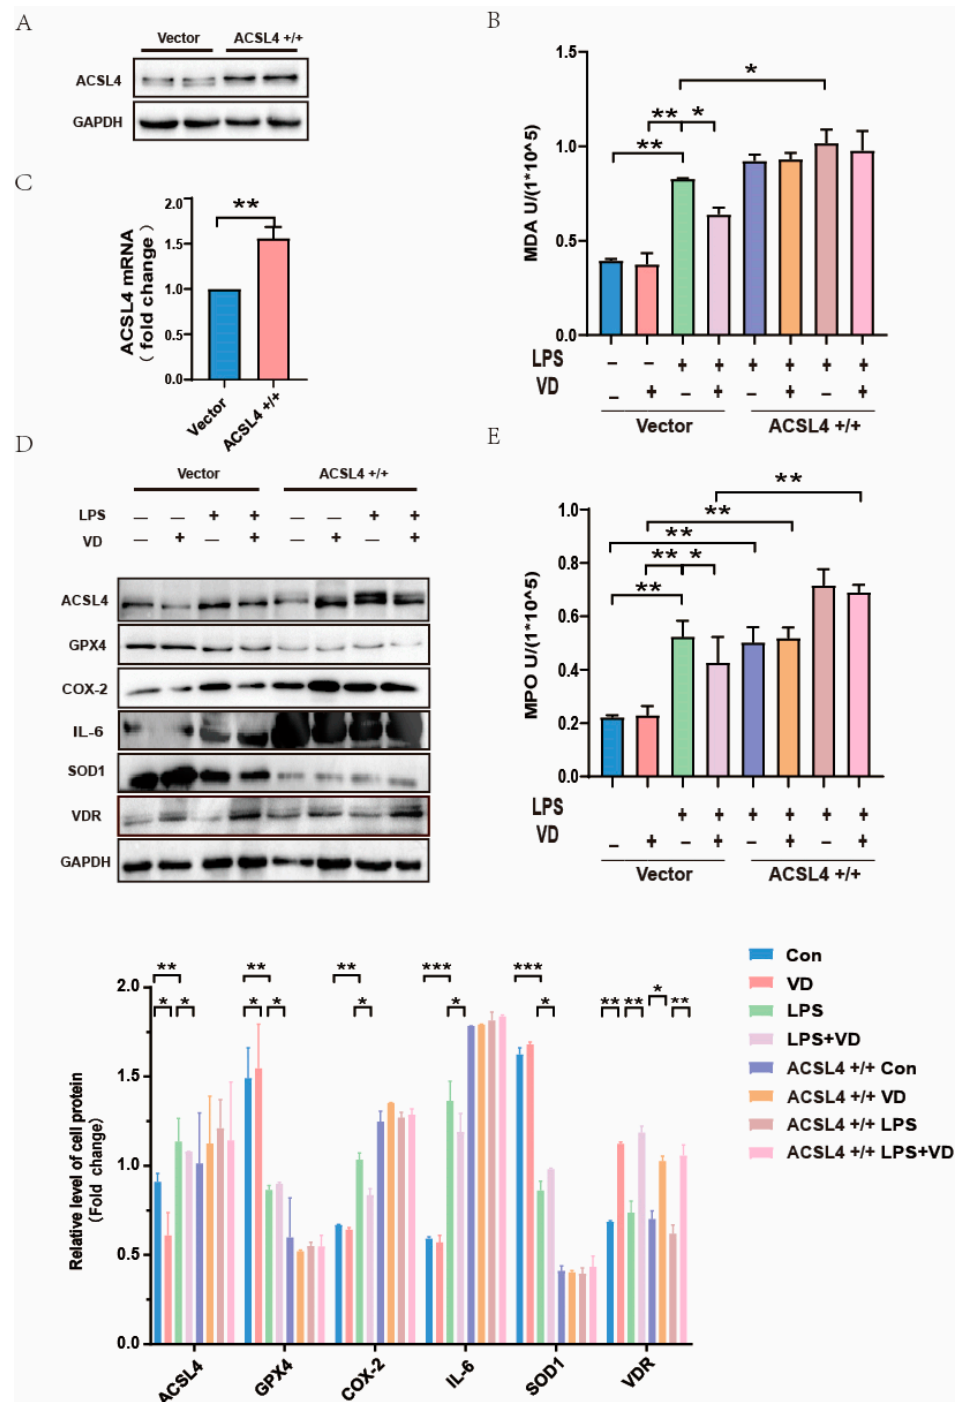 A
Vector ACSL4 +/+
ACSL4
GAPDH
B
MDA U/(1*10^5)
1.5
1.0
0.5
0.0
*
** *
**
LPS – – + + + + + +
VD – + – + – + – +
Vector ACSL4 +/+
C
ACSL4 mRNA
( fold change )
2.0
1.5
1.0
0.5
0.0
**
Vector
ACSL4 +/+
D
Vector ACSL4 +/+
LPS — — + + — — + +
VD — + — + — + — +
ACSL4
GPX4
COX-2
IL-6
SOD1
VDR
GAPDH
E
MPO U/(1*10^5)
1.0
0.8
0.6
0.4
0.2
0.0
**
**
**
** *
**
LPS + + + + + +
VD – + – + – + – +
Vector ACSL4 +/+
Relative level of cell protein
(Fold change)
2.0
1.5
1.0
0.5
0.0
** ** ** *** ***
* * * * * * * ** ** * **
ACSL4
GPX4
COX-2
IL-6
SOD1
VDR
Con
VD
LPS
LPS+VD
ACSL4 +/+ Con
ACSL4 +/+ VD
ACSL4 +/+ LPS
ACSL4 +/+ LPS+VD